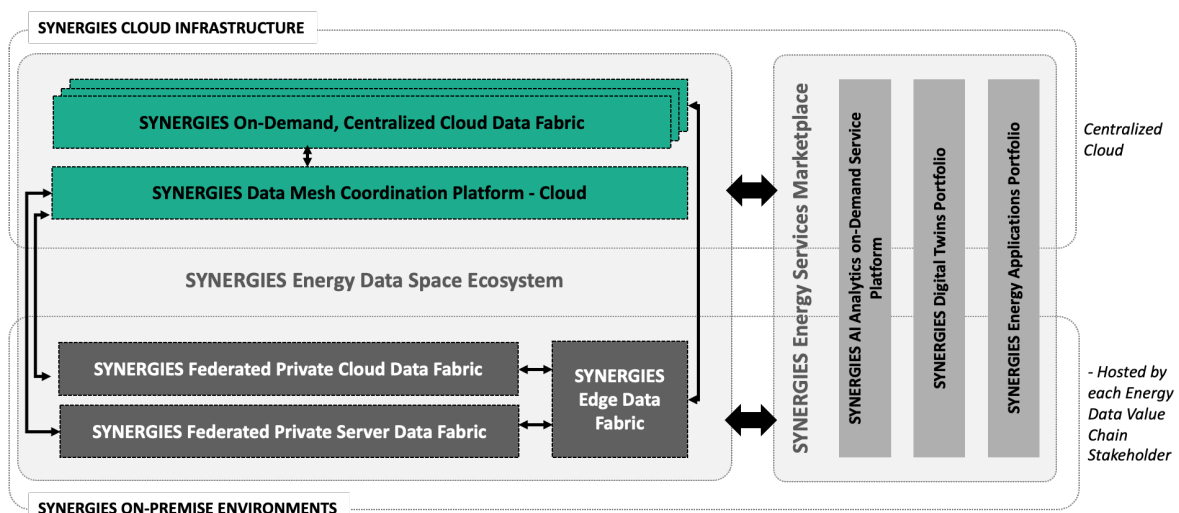 SYNERGIES CLOUD INFRASTRUCTURE
SYNERGIES On-Demand, Centralized Cloud Data Fabric
SYNERGIES Data Mesh Coordination Platform - Cloud
SYNERGIES Energy Data Space Ecosystem
SYNERGIES Federated Private Cloud Data Fabric
SYNERGIES Federated Private Server Data Fabric
SYNERGIES
Edge Data
Fabric
SYNERGIES Energy Services Marketplace
SYNERGIES AI Analytics on-Demand Service
Platform
SYNERGIES Digital Twins Portfolio
SYNERGIES Energy Applications Portfolio
Centralized
Cloud
- Hosted by
each Energy
Data Value
Chain
Stakeholder
SYNERGIES ON-PREMISE ENVIRONMENTS